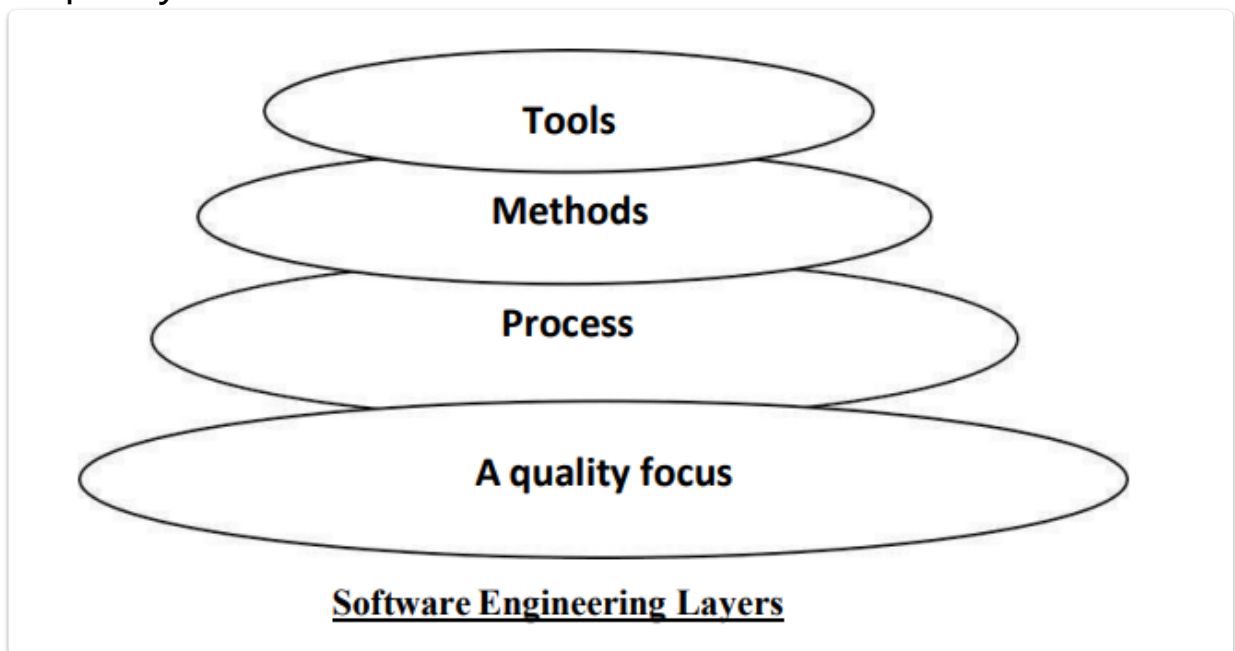 Tools
Methods
Process
A quality focus
Software Engineering Layers